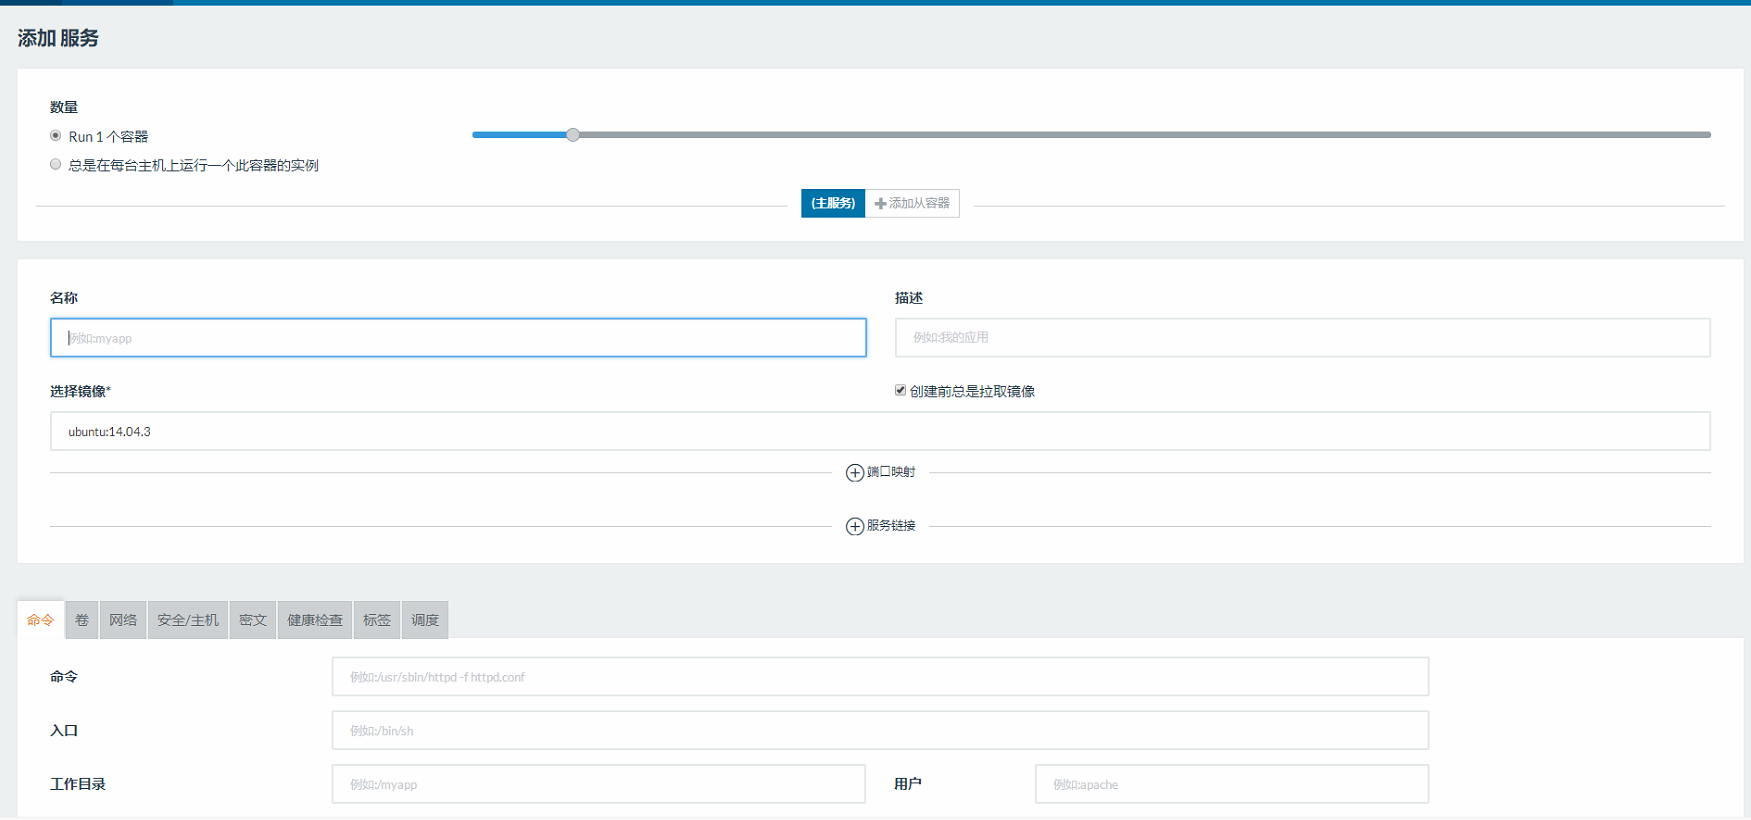 添加 服务
数量
Run 1 个容器
总是在每台主机上运行一个此容器的实例
(主服务) 添加从容器
名称 描述
例如:myapp 例如:我的应用
选择镜像* 创建前总是拉取镜像
ubuntu:14.04.3
端口映射
服务链接
命令 卷 网络 安全/主机 密文 健康检查 标签 调度
命令 例如:/usr/sbin/httpd -f httpd.conf
入口 例如:/bin/sh
工作目录 例如:/myapp 用户 例如:apache